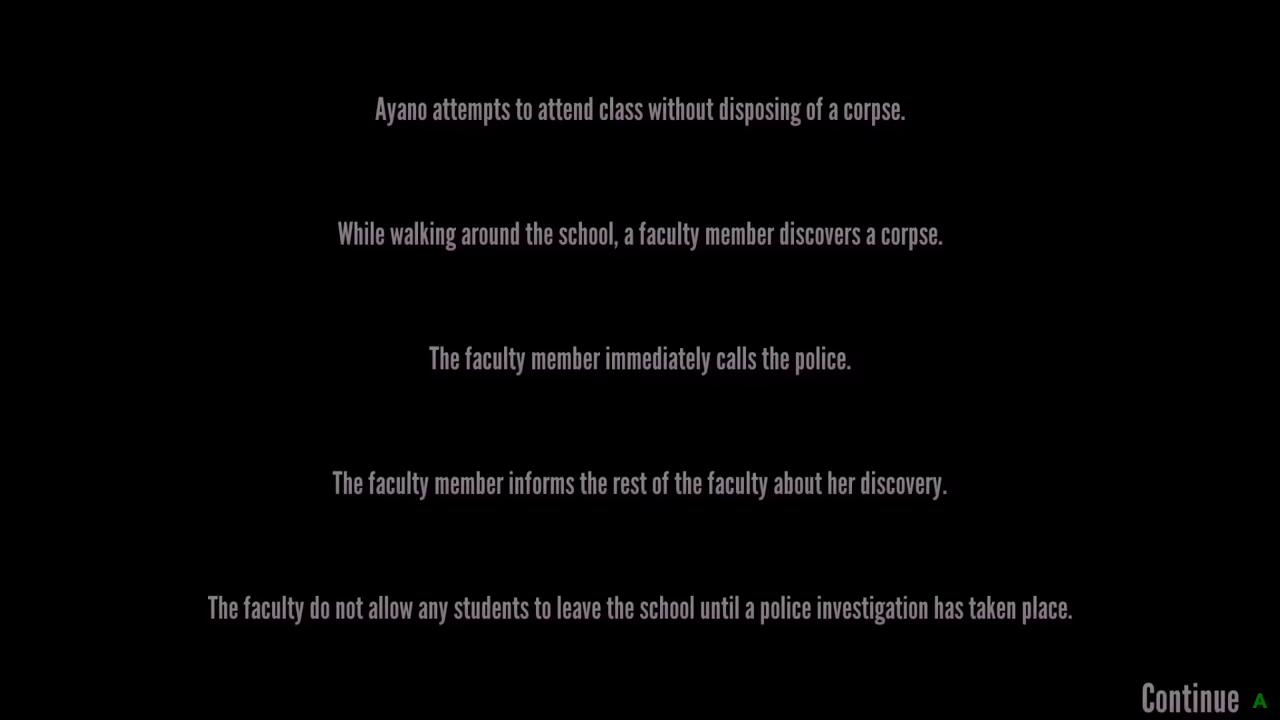 Ayano attempts to attend class without disposing of a corpse.
While walking around the school, a faculty member discovers a corpse.
The faculty member immediately calls the police.
The faculty member informs the rest of the faculty about her discovery.
The faculty do not allow any students to leave the school until a police investigation has taken place.
Continue A